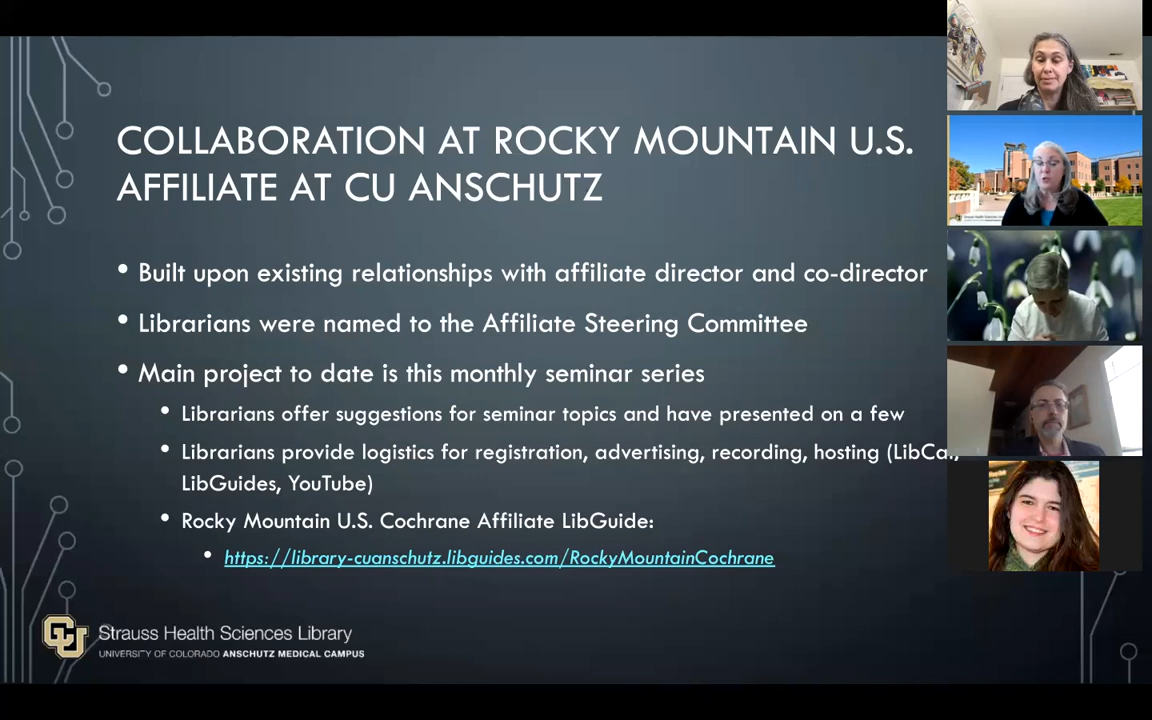 COLLABORATION AT ROCKY MOUNTAIN U.S.
AFFILIATE AT CU ANSCHUTZ
• Built upon existing relationships with affiliate director and co-director
• Librarians were named to the Affiliate Steering Committee
• Main project to date is this monthly seminar series
• Librarians offer suggestions for seminar topics and have presented on a few
• Librarians provide logistics for registration, advertising, recording, hosting (LibCal,
LibGuides, YouTube)
• Rocky Mountain U.S. Cochrane Affiliate LibGuide:
• https://library-cuanschutz.libguides.com/RockyMountainCochrane
CU Strauss Health Sciences Library
UNIVERSITY OF COLORADO ANSCHUTZ MEDICAL CAMPUS